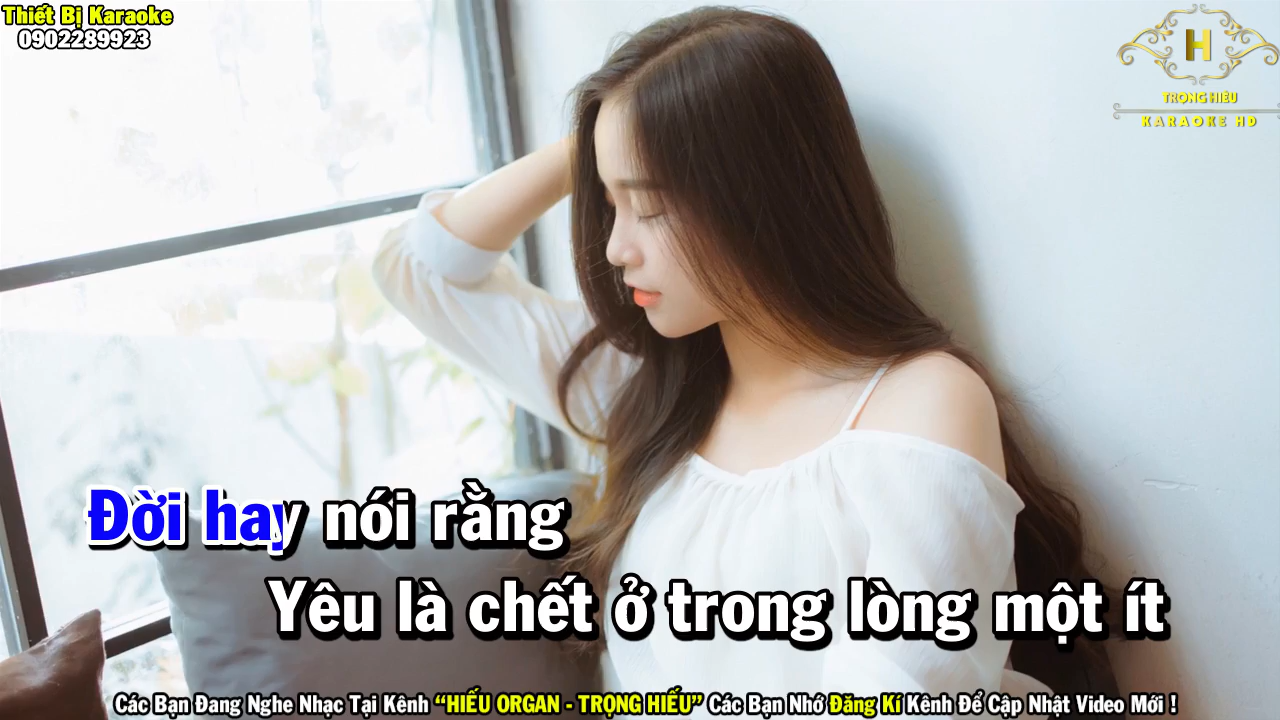 Thiết Bị Karaoke
0902289923
H
TRỌNG HIẾU
KARAOKE HD
Đời hay nói rằng
Yêu là chết ở trong lòng một ít
Các Bạn Đang Nghe Nhạc Tại Kênh “HIẾU ORGAN - TRỌNG HIẾU” Các Bạn Nhớ Đăng Kí Kênh Để Cập Nhật Video Mới !